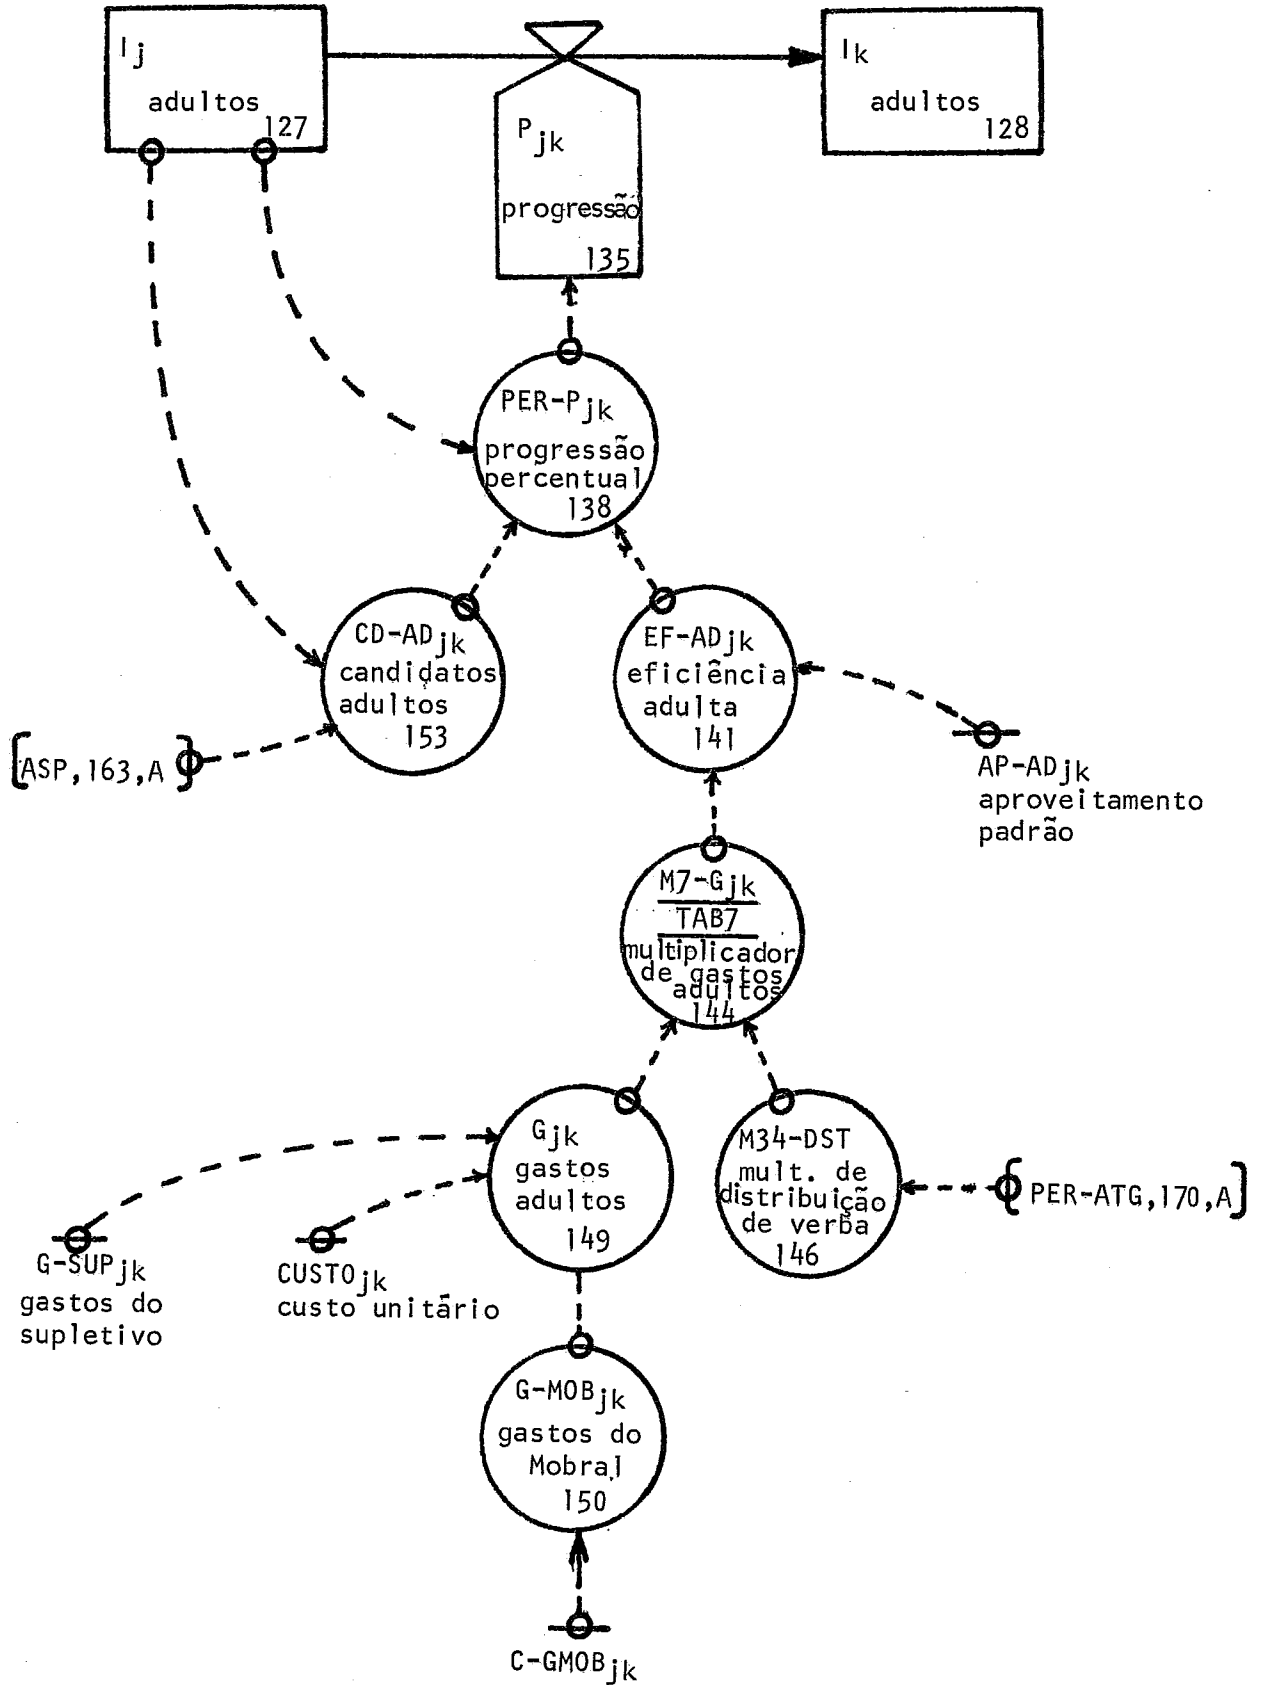 Ij
adultos
127
Ik
adultos
128
Pjk
progressão
135
PER-Pjk
progressão
percentual
138
CD-ADjk
candidatos
adultos
153
EF-ADjk
eficiência
adulta
141
[ASP,163,A]
AP-ADjk
aproveitamento
padrão
M7-Gjk
TAB7
multiplicador
de gastos
adultos
144
Gjk
gastos
adultos
149
M34-DST
mult. de
distribuição
de verba
146
[PER-ATG,170,A]
G-SUPjk
gastos do
supletivo
CUSTOjk
custo unitário
G-MOBjk
gastos do
Mobral
150
C-GMOBjk